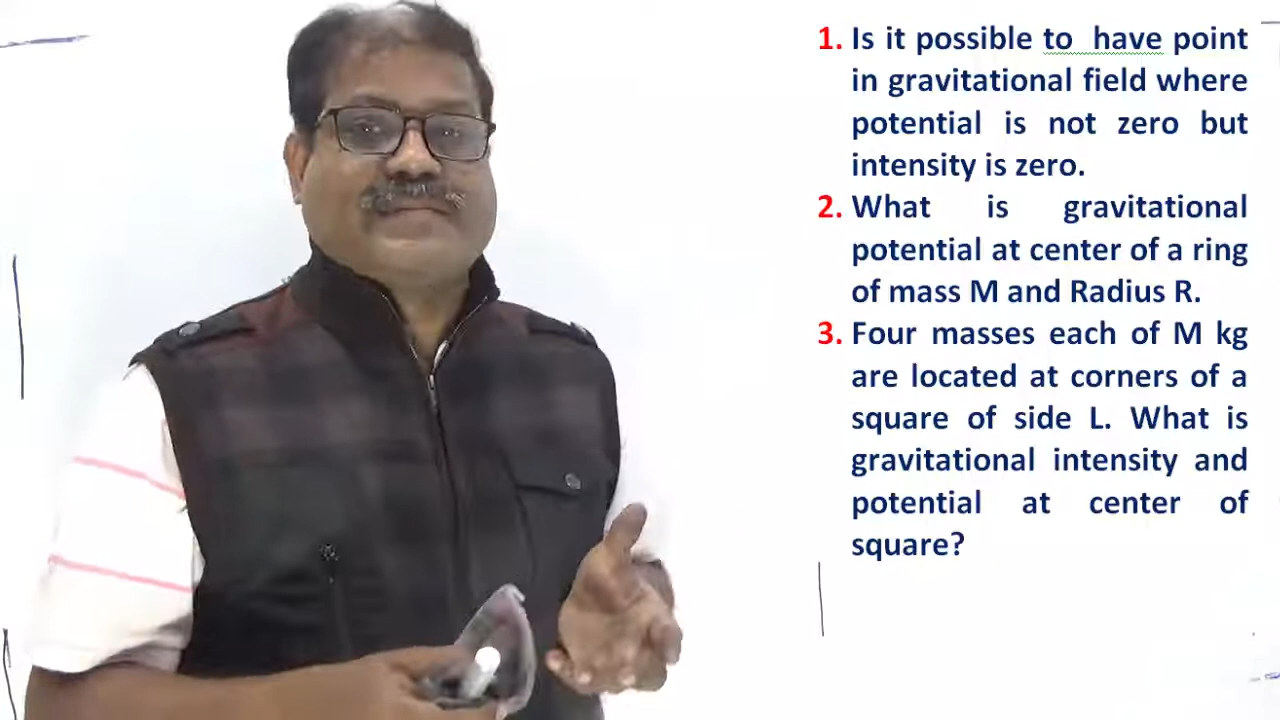 1. Is it possible to have point
in gravitational field where
potential is not zero but
intensity is zero.
2. What is gravitational
potential at center of a ring
of mass M and Radius R.
3. Four masses each of M kg
are located at corners of a
square of side L. What is
gravitational intensity and
potential at center of
square?